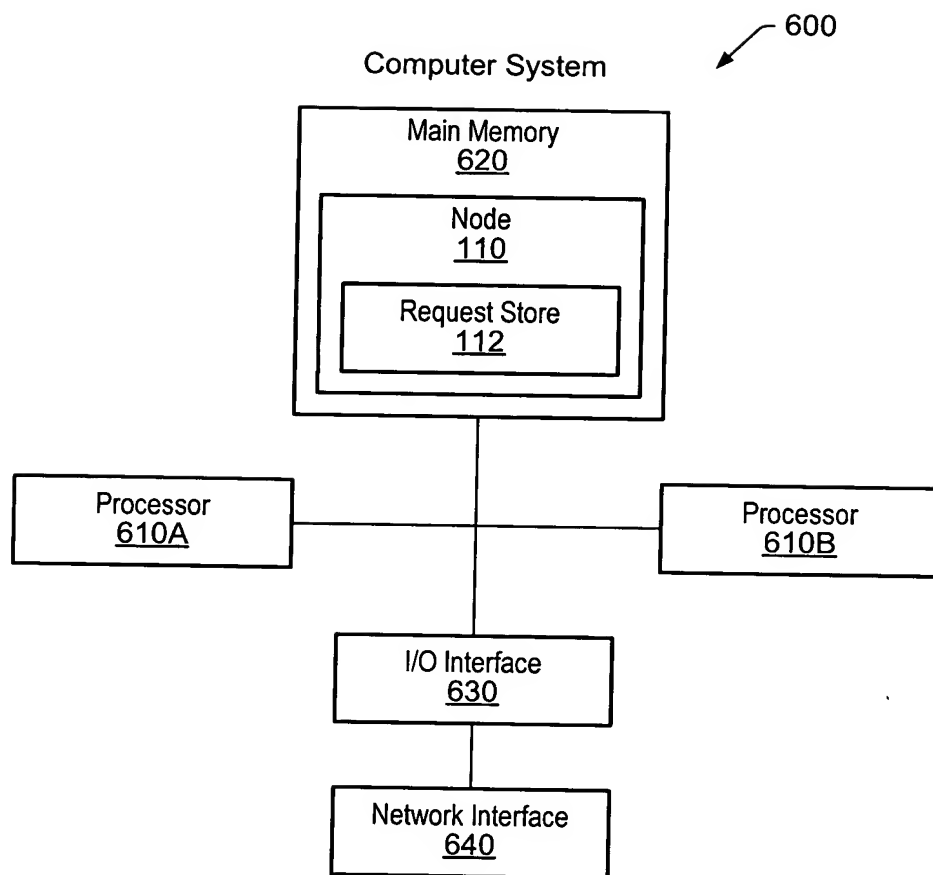 600
Computer System
Main Memory
620
Node
110
Request Store
112
Processor
610A
Processor
610B
I/O Interface
630
Network Interface
640